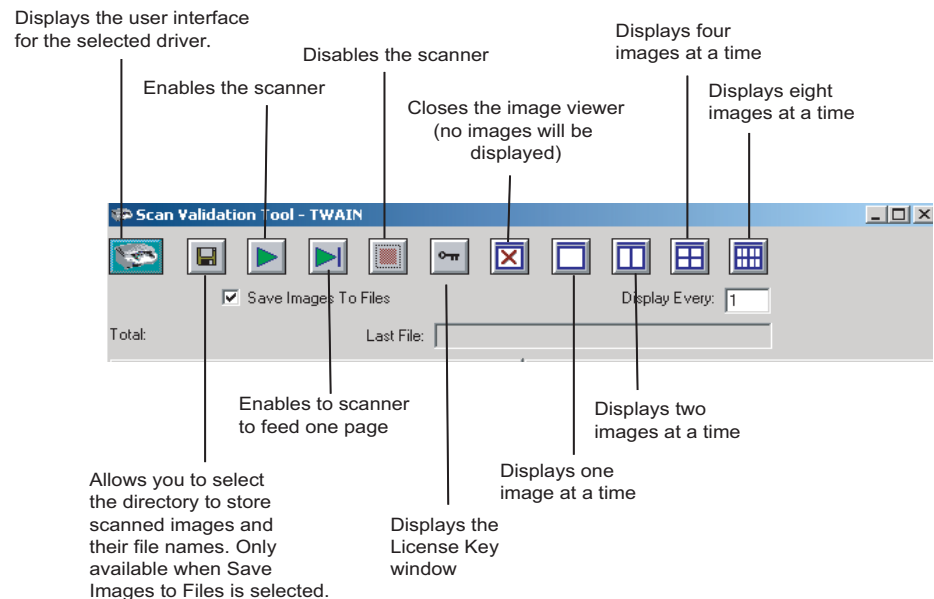 Displays the user interface
for the selected driver.
Enables the scanner
Disables the scanner
Closes the image viewer
(no images will be
displayed)
Displays four
images at a time
Displays eight
images at a time
Scan Validation Tool - TWAIN
Save Images To Files
Display Every: 1
Total:
Last File:
Enables to scanner
to feed one page
Displays two
images at a time
Displays one
image at a time
Allows you to select
the directory to store
scanned images and
their file names. Only
available when Save
Images to Files is selected.
Displays the
License Key
window